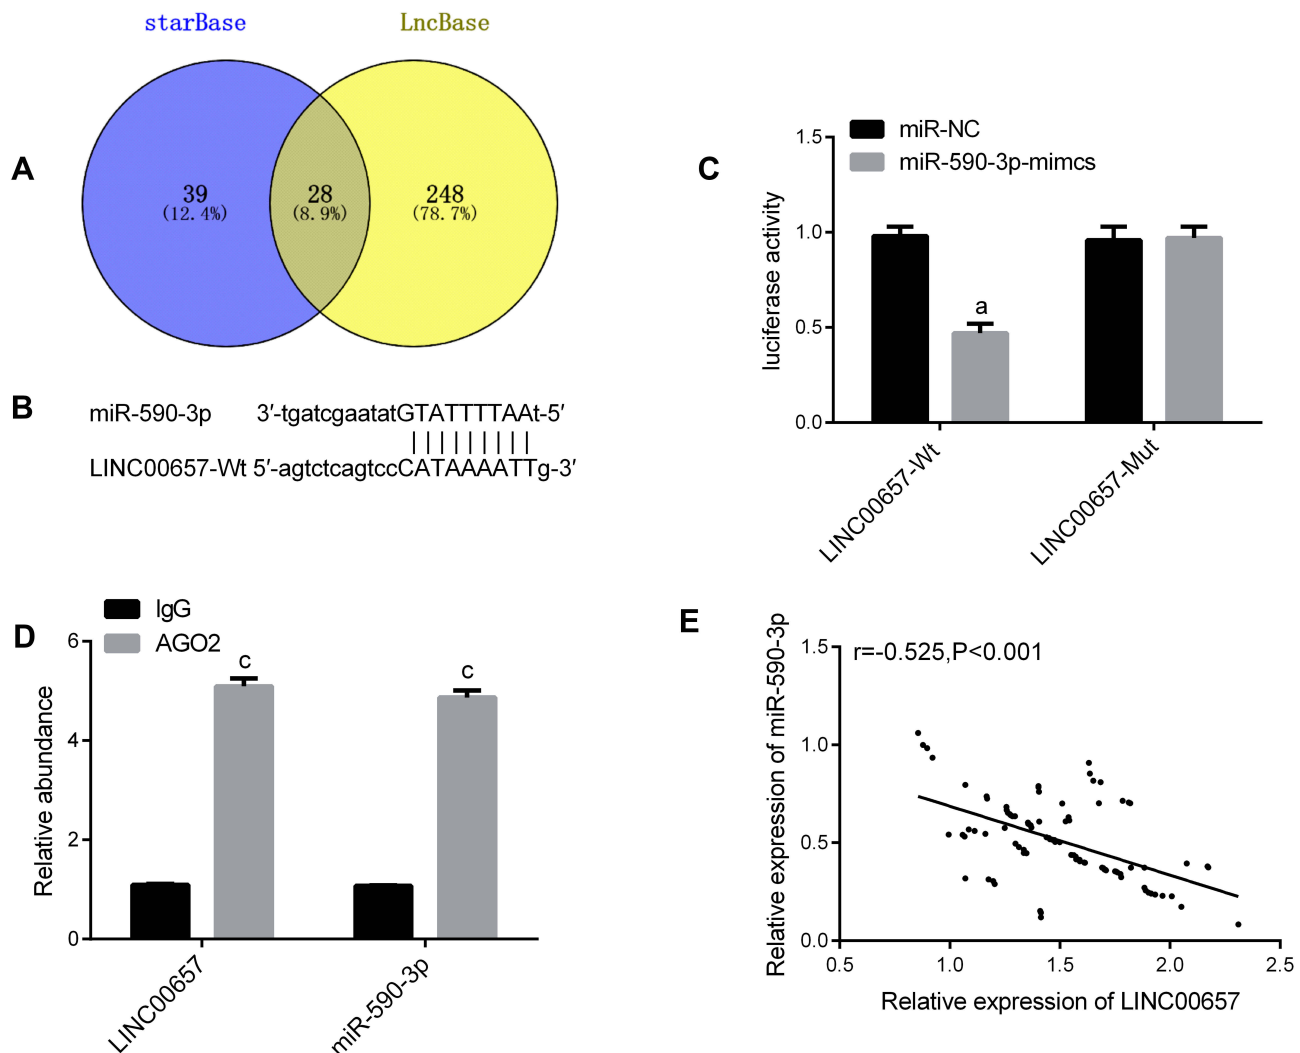 starBase
LncBase
A
39
(12.4%)
28
(8.9%)
248
(78.7%)
B
miR-590-3p 3′-tgatcgaatatGTATTTTAAt-5′
LINC00657-Wt 5′-agtctcagtccCATAAAATTg-3′
C
miR-NC
miR-590-3p-mimcs
luciferase activity
1.5
1.0
0.5
0.0
a
LINC00657-Wt
LINC00657-Mut
D
IgG
AGO2
Relative abundance
6
4
2
0
c
c
LINC00657
miR-590-3p
E
Relative expression of miR-590-3p
r=-0.525,P<0.001
1.5
1.0
0.5
0.0
0.5
1.0
1.5
2.0
2.5
Relative expression of LINC00657